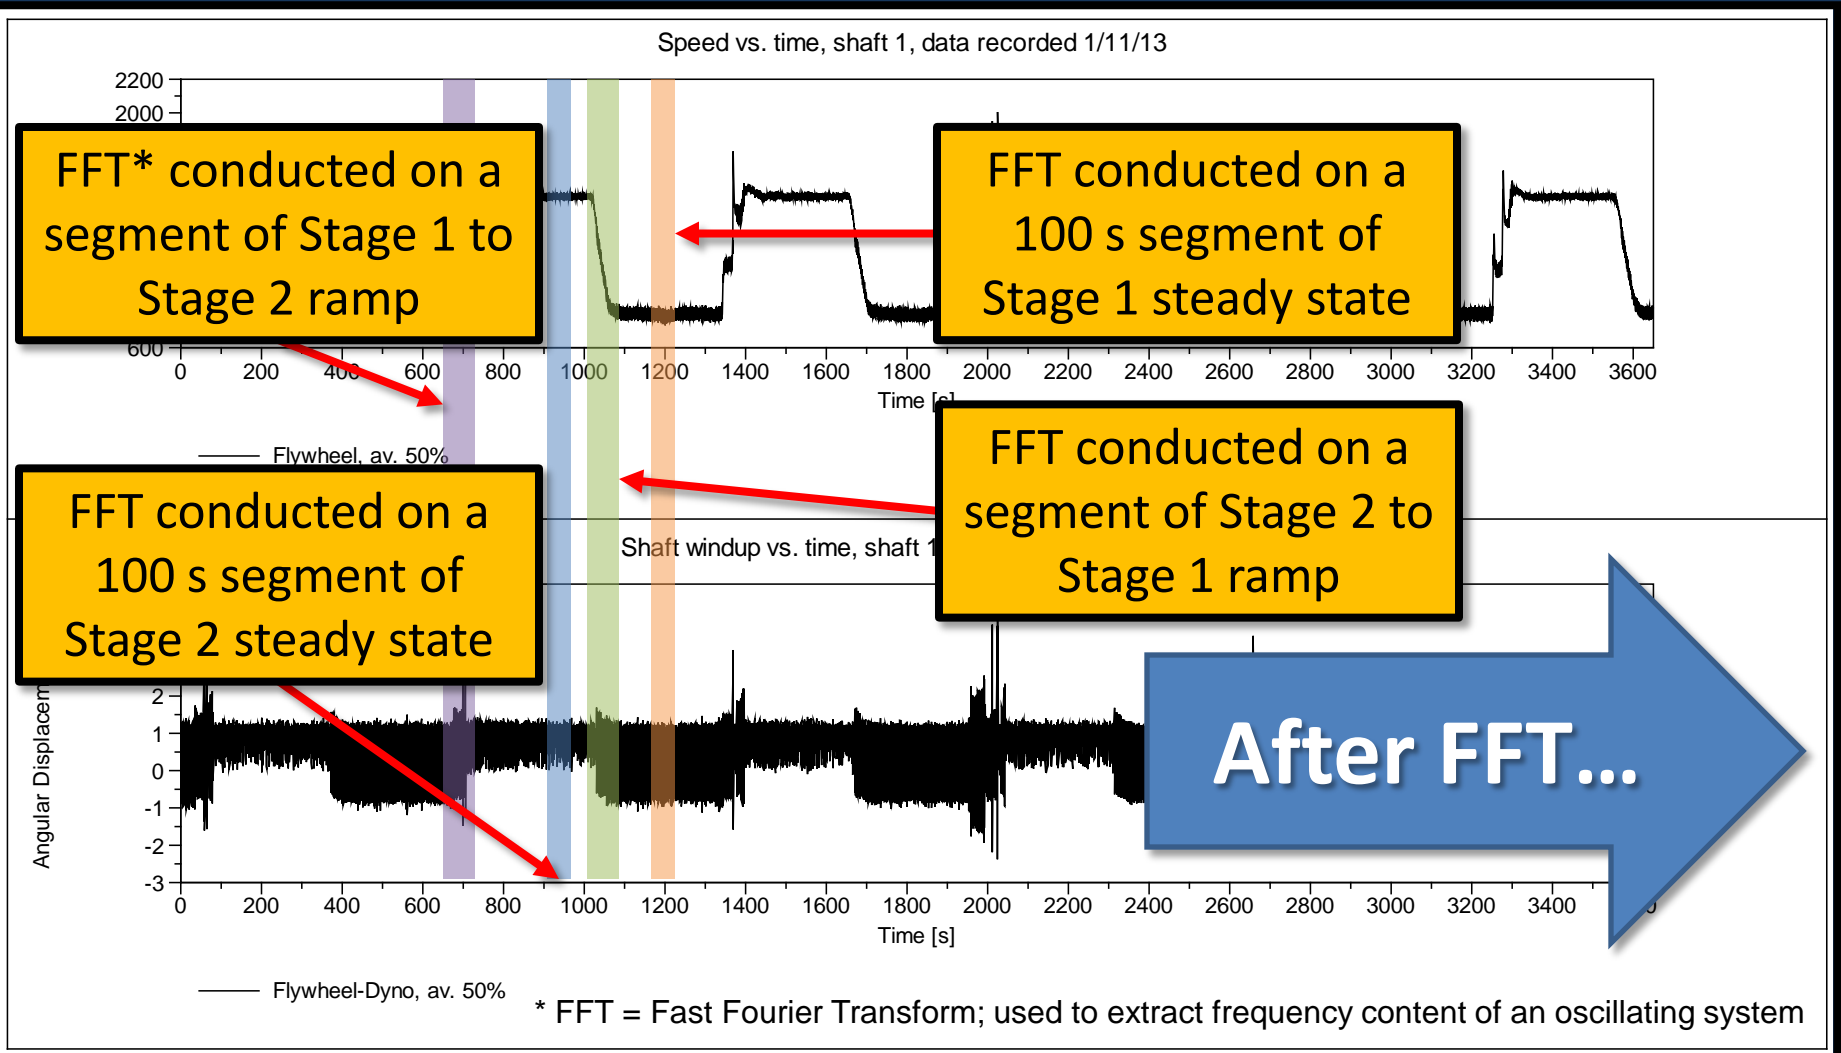 Speed vs. time, shaft 1, data recorded 1/11/13
2200
2000
600
FFT* conducted on a
segment of Stage 1 to
Stage 2 ramp
FFT conducted on a
100 s segment of
Stage 1 steady state
0 200 400 600 800 1000 1200 1400 1600 1800 2000 2200 2400 2600 2800 3000 3200 3400 3600
Time [s]
Flywheel, av. 50%
FFT conducted on a
100 s segment of
Stage 2 steady state
FFT conducted on a
segment of Stage 2 to
Stage 1 ramp
Shaft windup vs. time, shaft 1
Angular
2
1
0
-1
-2
-3
After FFT...
0 200 400 600 800 1000 1200 1400 1600 1800 2000 2200 2400 2600 2800 3000 3200 3400
Time [s]
Flywheel-Dyno, av. 50%
* FFT = Fast Fourier Transform; used to extract frequency content of an oscillating system